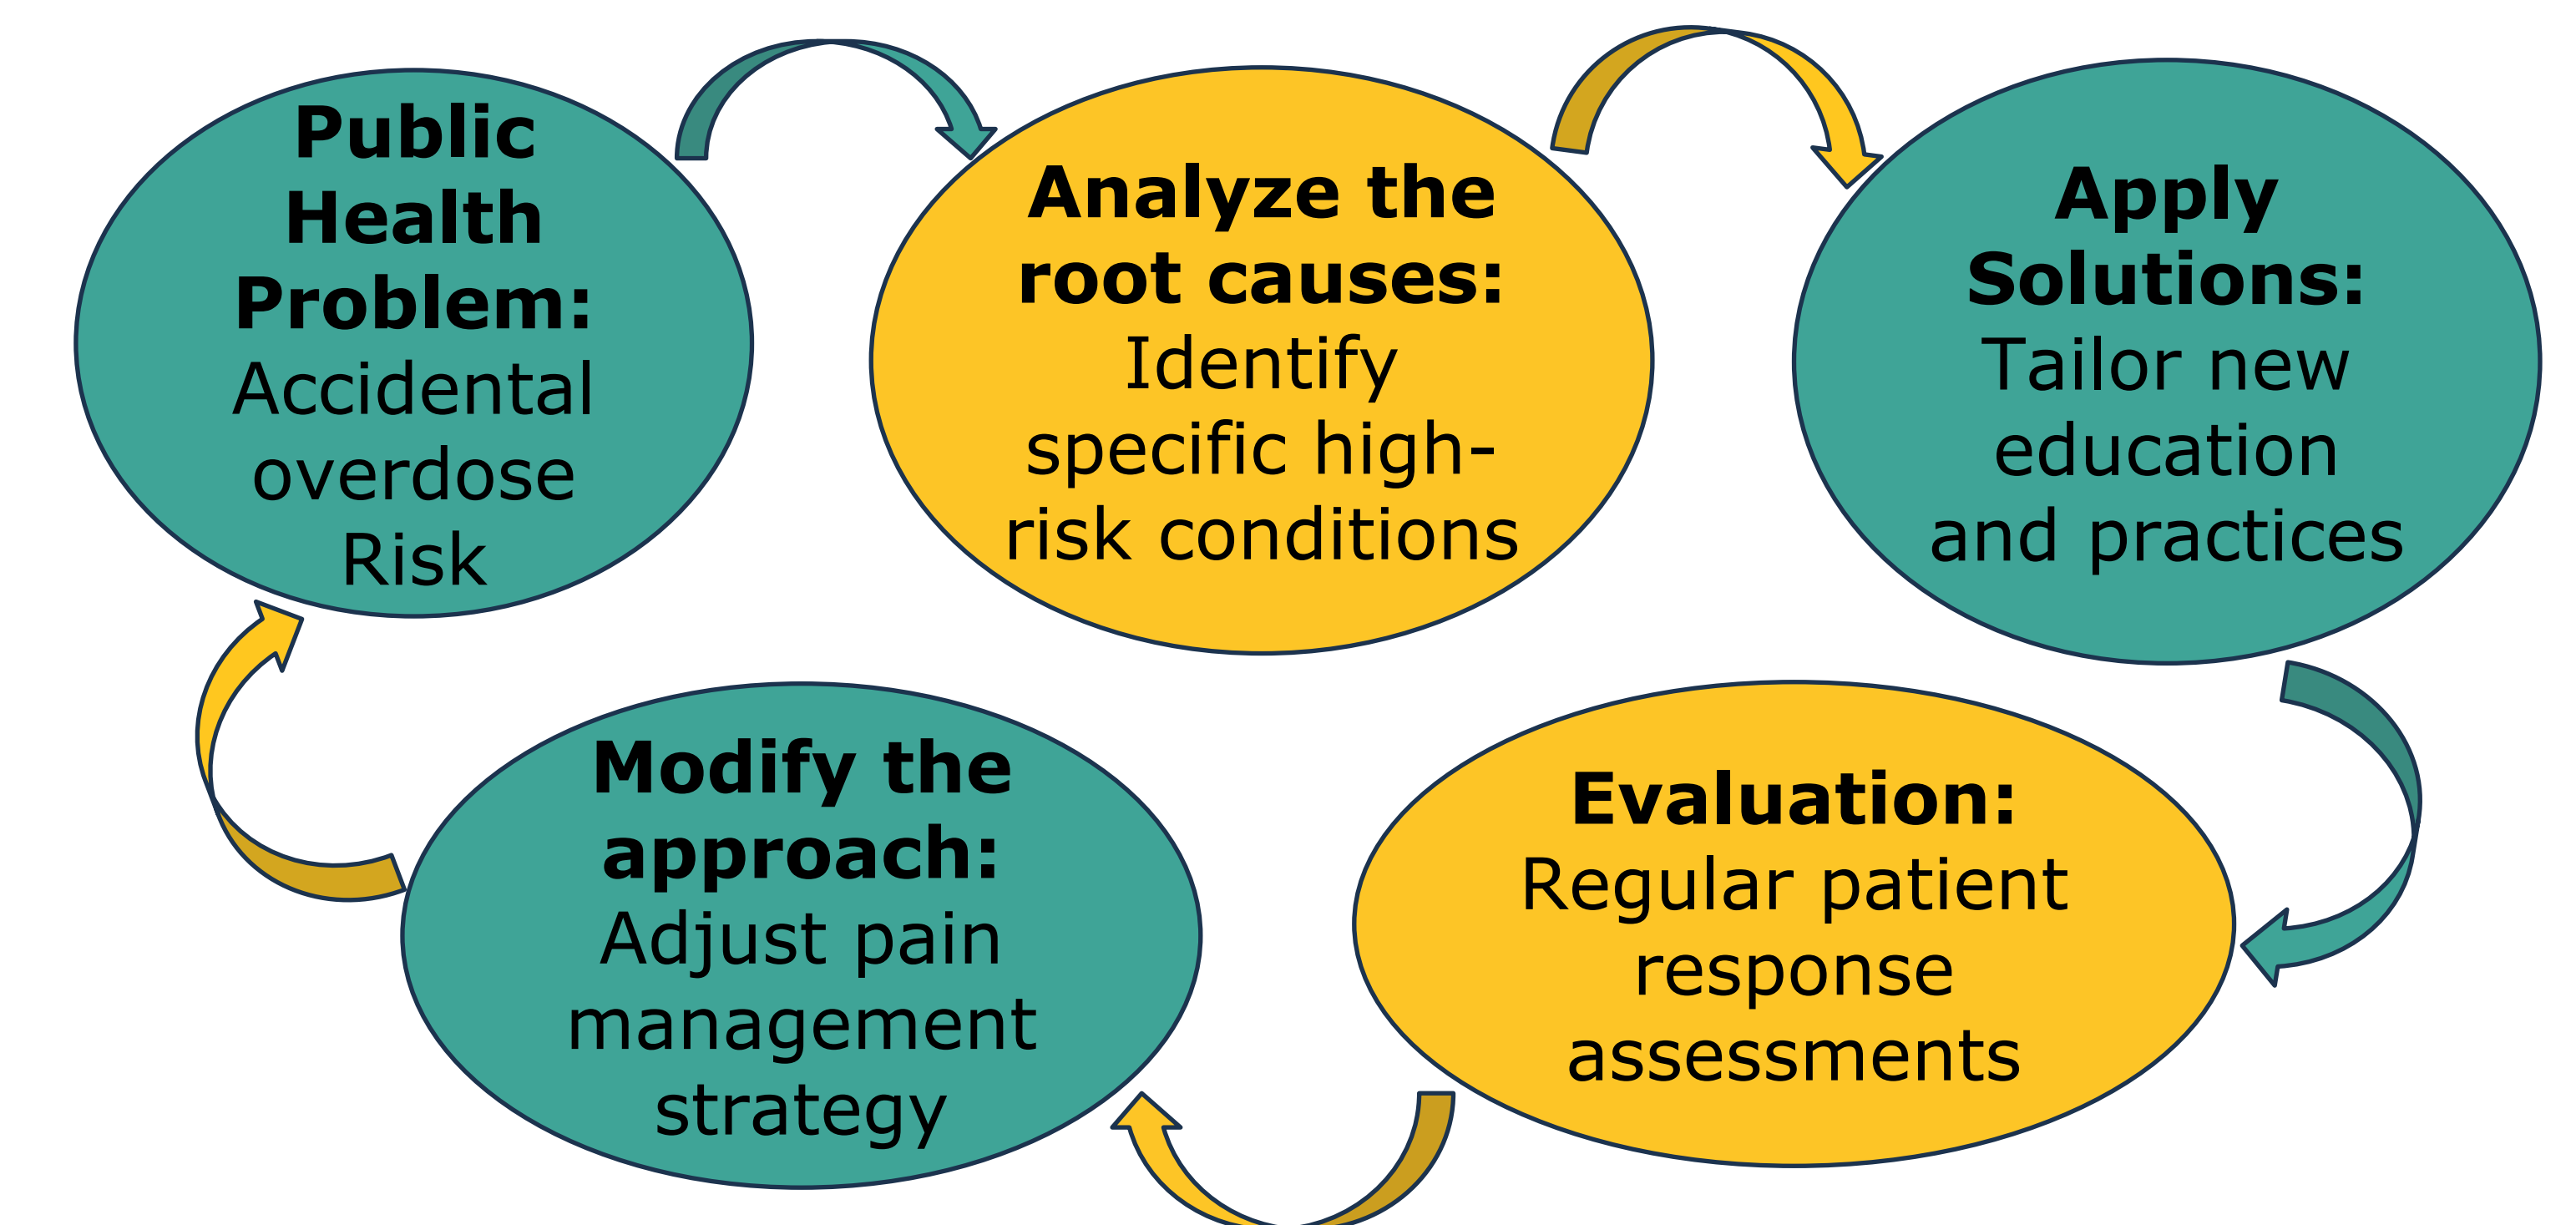 Public
Health
Problem:
Accidental
overdose
Risk
Analyze the
root causes:
Identify
specific high-
risk conditions
Apply
Solutions:
Tailor new
education
and practices
Evaluation:
Regular patient
response
assessments
Modify the
approach:
Adjust pain
management
strategy